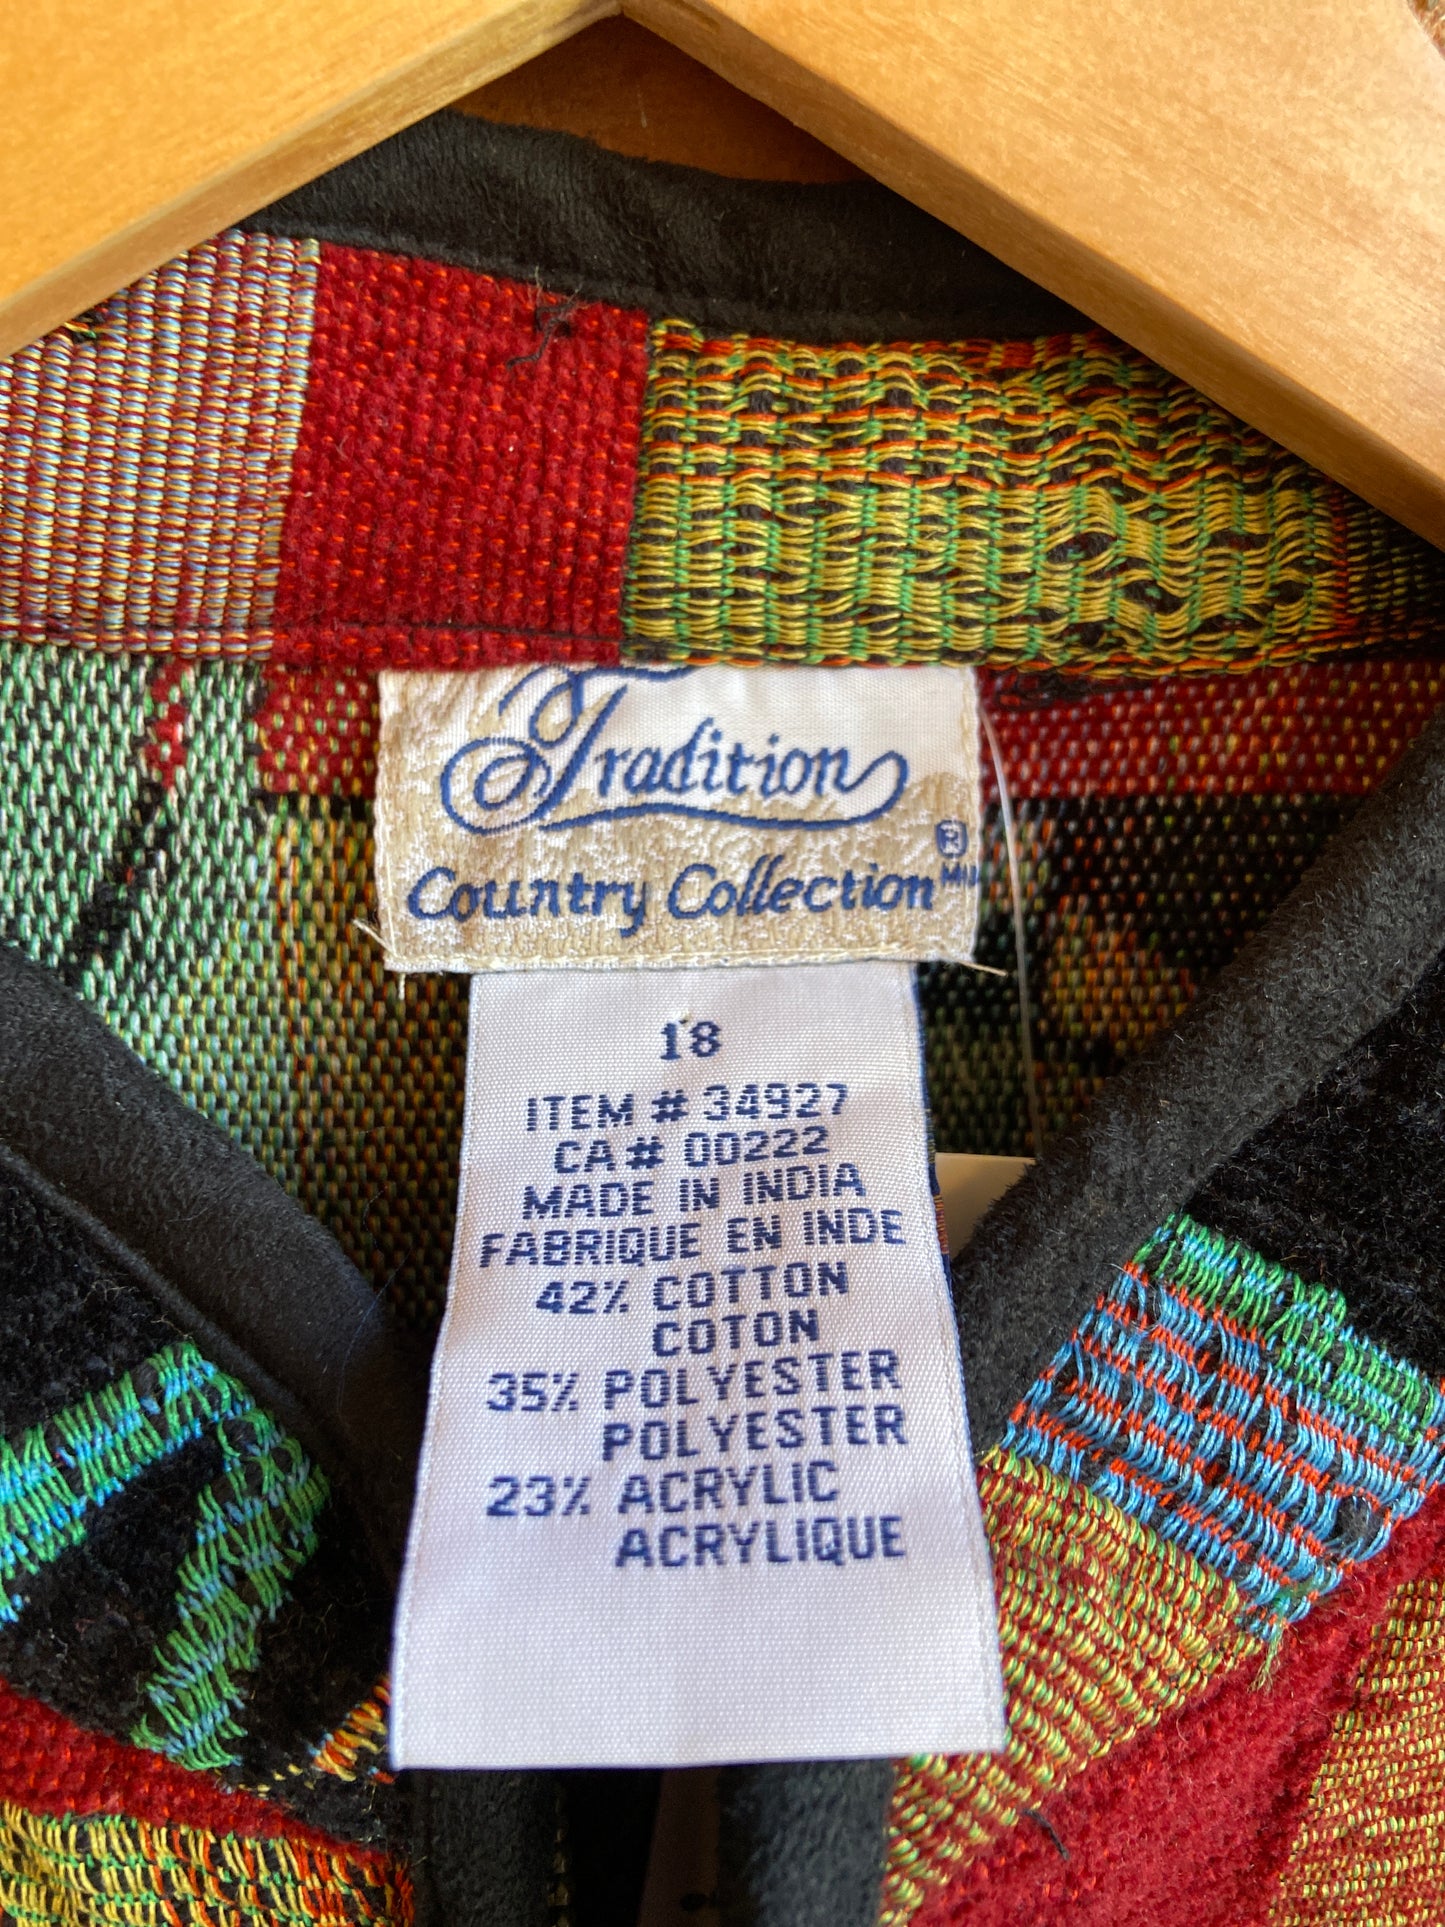 Tradition
Country Collection
18
ITEM # 34927
CA # 00222
MADE IN INDIA
FABRIQUE EN INDE
42% COTTON
COTON
35% POLYESTER
POLYESTER
23% ACRYLIC
ACRYLIQUE